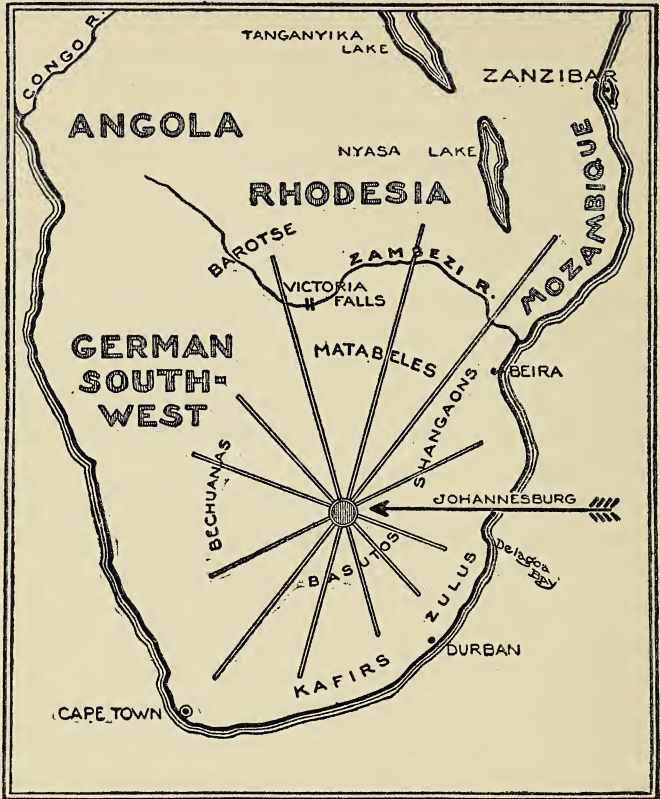 CONGO R.
TANGANYIKA
LAKE
ZANZIBAR
ANGOLA
NYASA LAKE
MOZAMBIQUE
RHODESIA
BAROTSE
ZAMBEZI R.
VICTORIA
FALLS
GERMAN
SOUTH-
WEST
MATABELES
BEIRA
SHANGAONS
BECHUANAS
JOHANNESBURG
BASUTOS
Delagoa
Bay
ZULUS
DURBAN
KAFIRS
CAPE TOWN